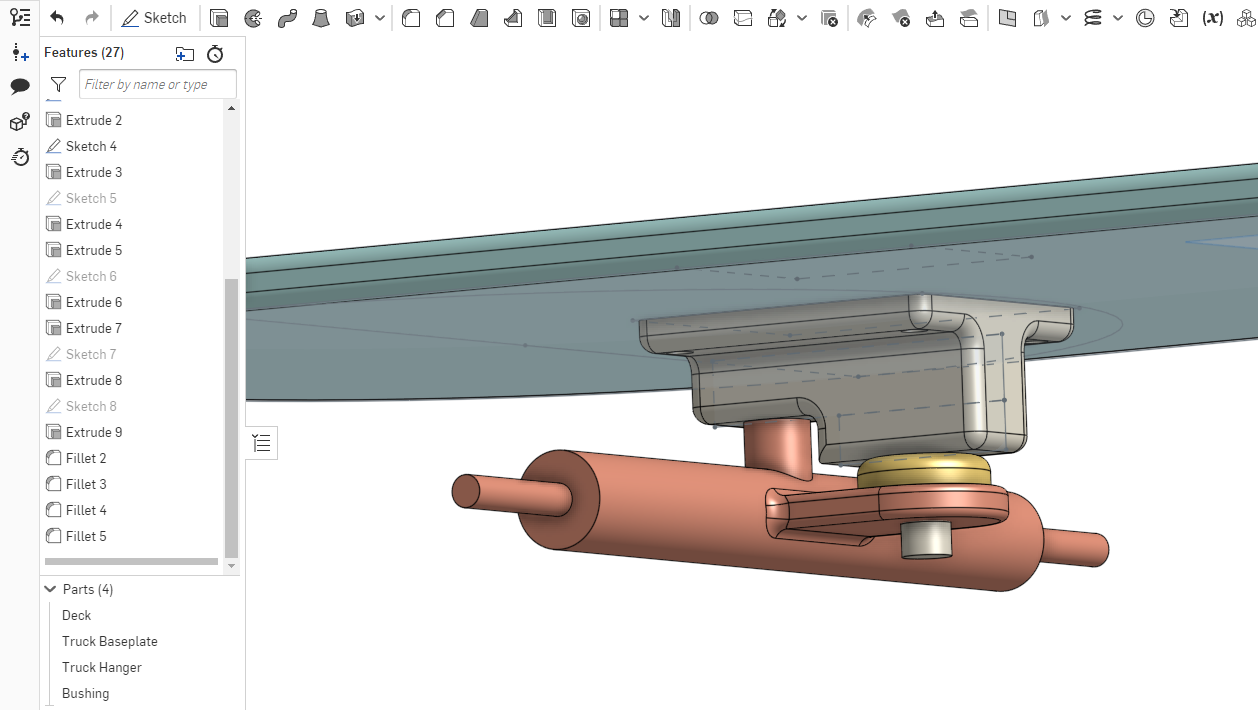 Sketch
(x)
Features (27)
Filter by name or type
Extrude 2
Sketch 4
Extrude 3
Sketch 5
Extrude 4
Extrude 5
Sketch 6
Extrude 6
Extrude 7
Sketch 7
Extrude 8
Sketch 8
Extrude 9
Fillet 2
Fillet 3
Fillet 4
Fillet 5
Parts (4)
Deck
Truck Baseplate
Truck Hanger
Bushing